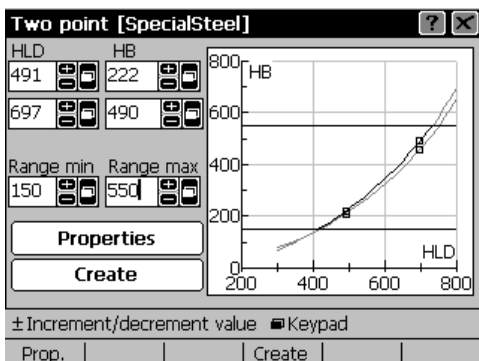 Two point [SpecialSteel] ? X
HLD HB
491 222
697 490
Range min Range max
150 550
Properties
Create
800 HB
600
400
200
0 HLD
200 400 600 800
±Increment/decrement value Keypad
Prop. Create